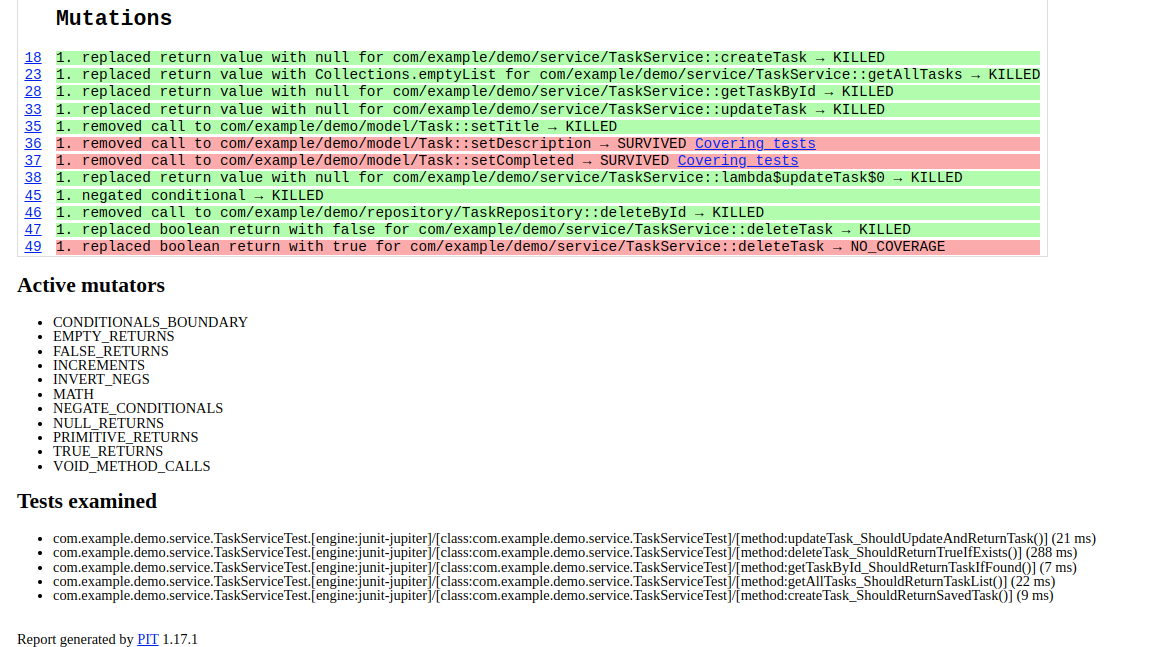 Mutations
18 1. replaced return value with null for com/example/demo/service/TaskService::createTask → KILLED
23 1. replaced return value with Collections.emptyList for com/example/demo/service/TaskService::getAllTasks → KILLED
28 1. replaced return value with null for com/example/demo/service/TaskService::getTaskById → KILLED
33 1. replaced return value with null for com/example/demo/service/TaskService::updateTask → KILLED
35 1. removed call to com/example/demo/model/Task::setTitle → KILLED
36 1. removed call to com/example/demo/model/Task::setDescription → SURVIVED Covering tests
37 1. removed call to com/example/demo/model/Task::setCompleted → SURVIVED Covering tests
38 1. replaced return value with null for com/example/demo/service/TaskService::lambda$updateTask$0 → KILLED
45 1. negated conditional → KILLED
46 1. removed call to com/example/demo/repository/TaskRepository::deleteById → KILLED
47 1. replaced boolean return with false for com/example/demo/service/TaskService::deleteTask → KILLED
49 1. replaced boolean return with true for com/example/demo/service/TaskService::deleteTask → NO_COVERAGE
Active mutators
• CONDITIONALS_BOUNDARY
• EMPTY_RETURNS
• FALSE_RETURNS
• INCREMENTS
• INVERT_NEGS
• MATH
• NEGATE_CONDITIONALS
• NULL_RETURNS
• PRIMITIVE_RETURNS
• TRUE_RETURNS
• VOID_METHOD_CALLS
Tests examined
• com.example.demo.service.TaskServiceTest.[engine:junit-jupiter]/[class:com.example.demo.service.TaskServiceTest]/[method:updateTask_ShouldUpdateAndReturnTask()] (21 ms)
• com.example.demo.service.TaskServiceTest.[engine:junit-jupiter]/[class:com.example.demo.service.TaskServiceTest]/[method:deleteTask_ShouldReturnTrueIfExists()] (288 ms)
• com.example.demo.service.TaskServiceTest.[engine:junit-jupiter]/[class:com.example.demo.service.TaskServiceTest]/[method:getTaskById_ShouldReturnTaskIfFound()] (7 ms)
• com.example.demo.service.TaskServiceTest.[engine:junit-jupiter]/[class:com.example.demo.service.TaskServiceTest]/[method:getAllTasks_ShouldReturnTaskList()] (22 ms)
• com.example.demo.service.TaskServiceTest.[engine:junit-jupiter]/[class:com.example.demo.service.TaskServiceTest]/[method:createTask_ShouldReturnSavedTask()] (9 ms)
Report generated by PIT 1.17.1